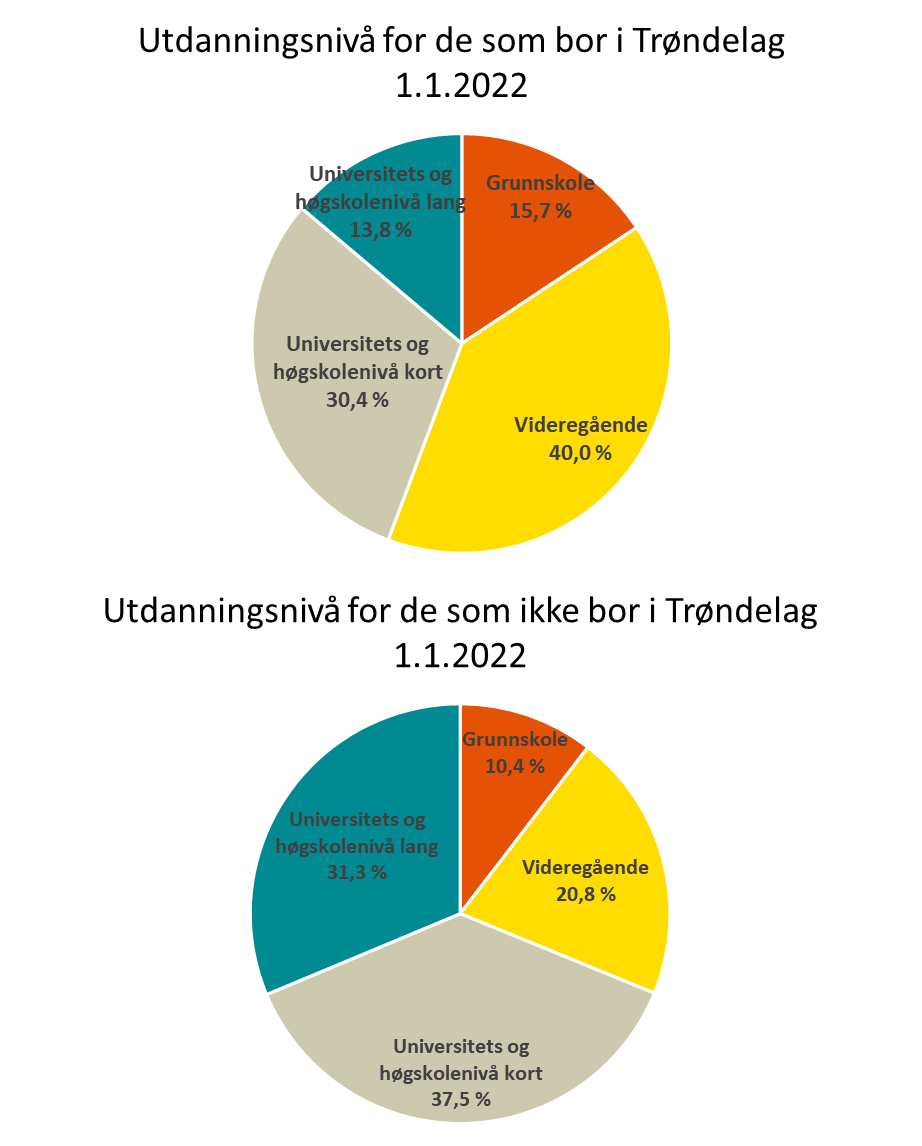 Utdanningsnivå for de som bor i Trøndelag
1.1.2022
Universitets og
høgskolenivå lang
13,8 %
Grunnskole
15,7 %
Universitets og
høgskolenivå kort
30,4 %
Videregående
40,0 %
Utdanningsnivå for de som ikke bor i Trøndelag
1.1.2022
Grunnskole
10,4 %
Universitets og
høgskolenivå lang
31,3 %
Videregående
20,8 %
Universitets og
høgskolenivå kort
37,5 %